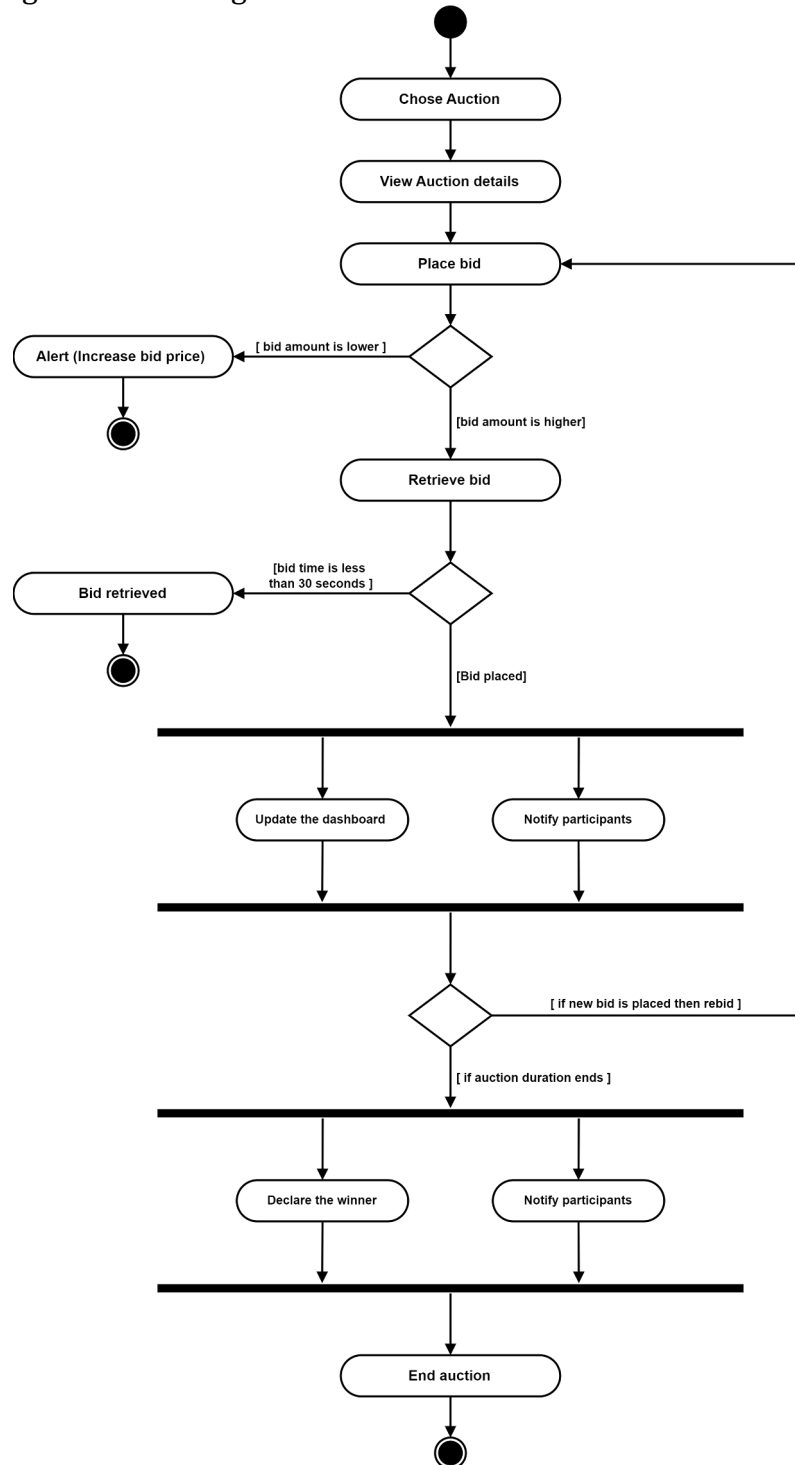 Chose Auction
View Auction details
Place bid
[ bid amount is lower ]
Alert (Increase bid price)
[bid amount is higher]
Retrieve bid
[bid time is less
than 30 seconds ]
Bid retrieved
[Bid placed]
Update the dashboard
Notify participants
[ if new bid is placed then rebid ]
[ if auction duration ends ]
Declare the winner
Notify participants
End auction